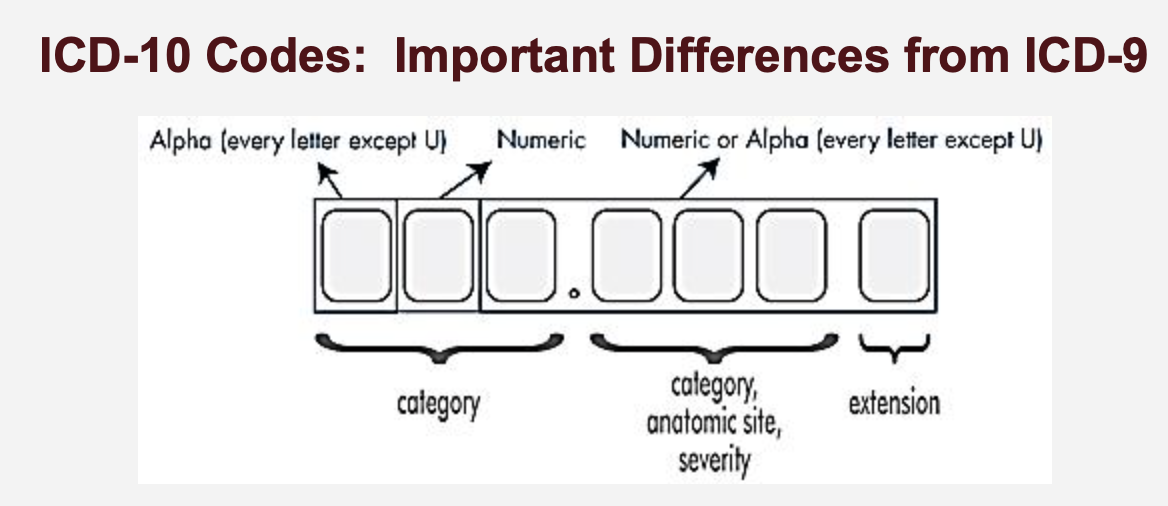 ICD-10 Codes: Important Differences from ICD-9
Alpha (every letter except U) Numeric Numeric or Alpha (every letter except U)
.
category
category,
anatomic site,
severity
extension